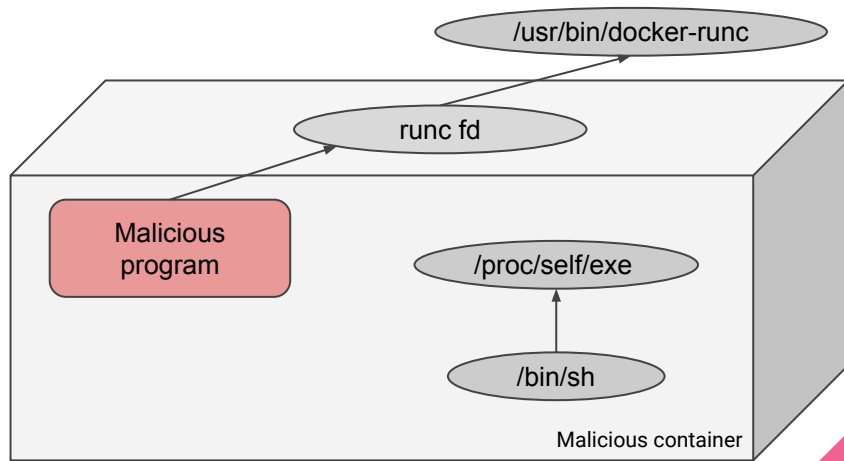 /usr/bin/docker-runc
runc fd
Malicious
program
/proc/self/exe
/bin/sh
Malicious container